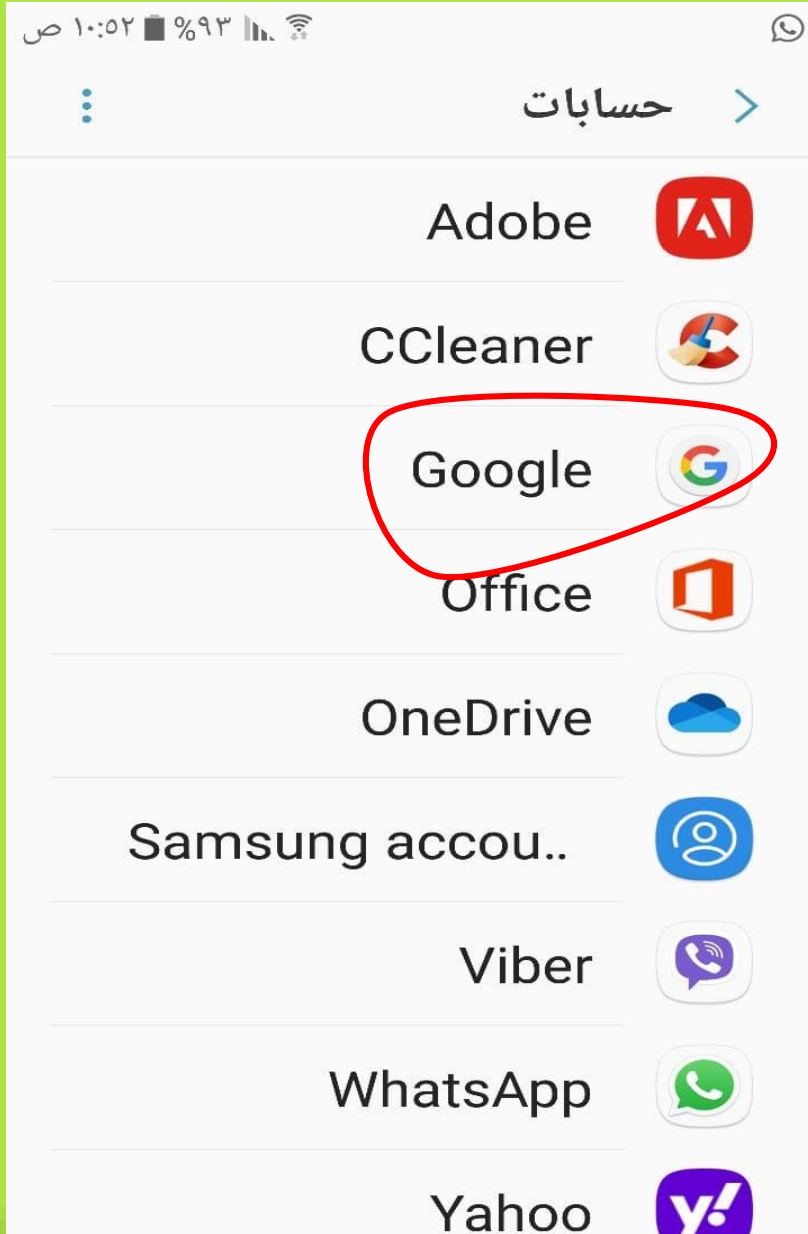 ١٠:٥٢ ص %٩٣
حسابات
Adobe
CCleaner
Google
Office
OneDrive
Samsung accou..
Viber
WhatsApp
Yahoo